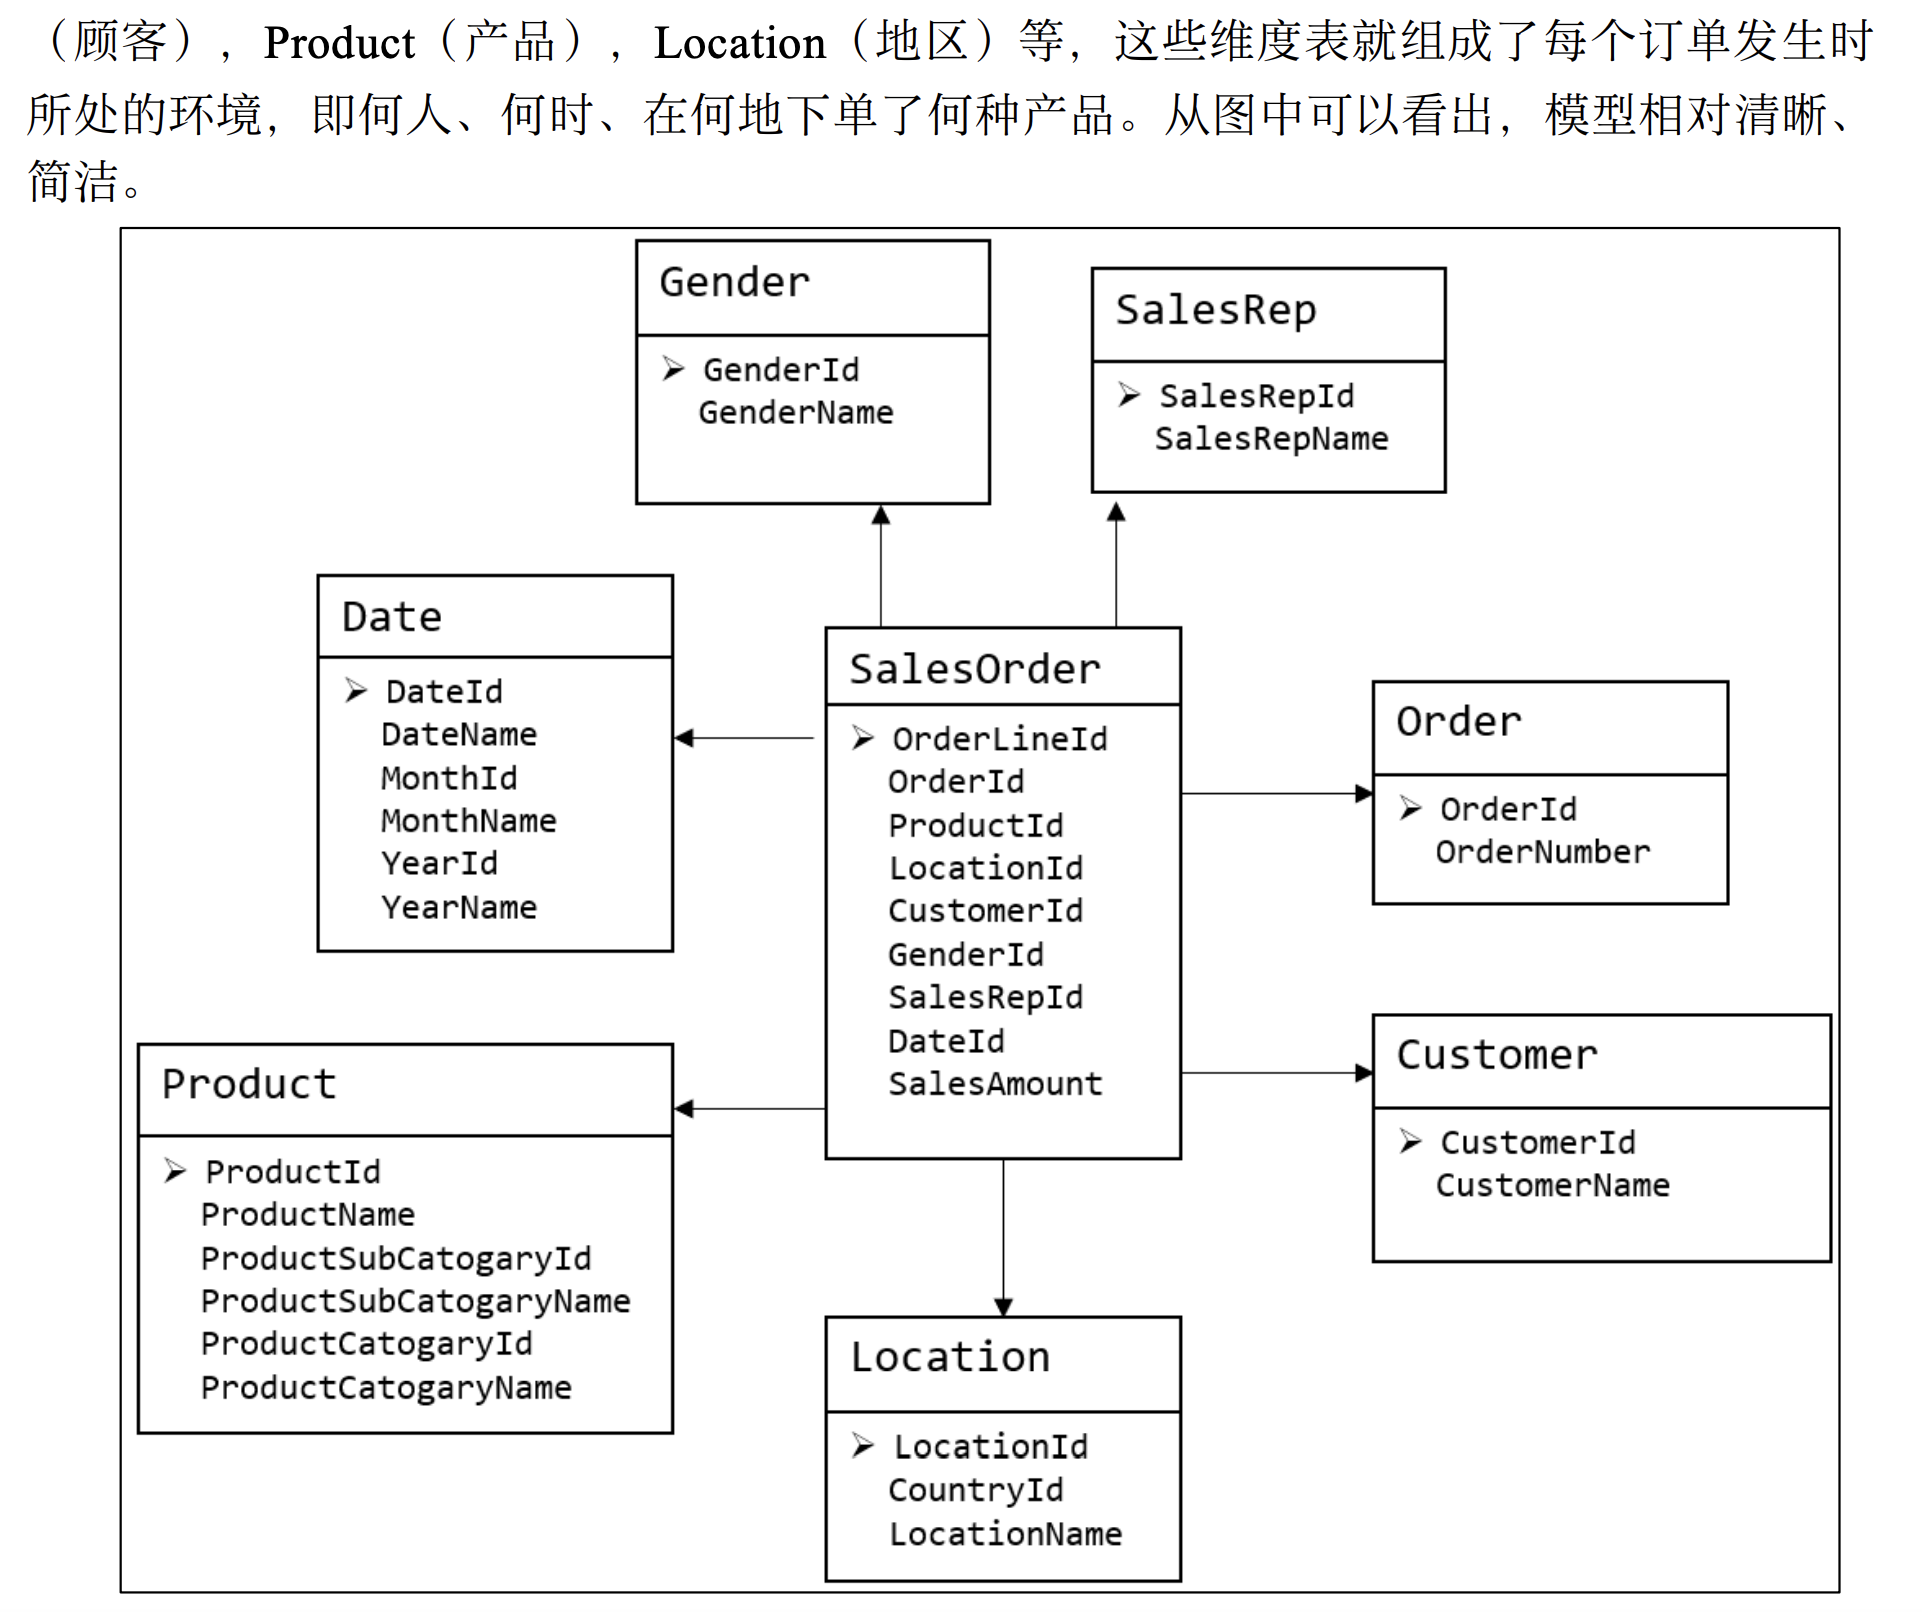 （顾客），Product（产品），Location（地区）等，这些维度表就组成了每个订单发生时
所处的环境，即何人、何时、在何地下单了何种产品。从图中可以看出，模型相对清晰、
简洁。
Gender
➢ GenderId
GenderName
SalesRep
➢ SalesRepId
SalesRepName
Date
➢ DateId
DateName
MonthId
MonthName
YearId
YearName
SalesOrder
➢ OrderLineId
OrderId
ProductId
LocationId
CustomerId
GenderId
SalesRepId
DateId
SalesAmount
Order
➢ OrderId
OrderNumber
Product
➢ ProductId
ProductName
ProductSubCatogaryId
ProductSubCatogaryName
ProductCatogaryId
ProductCatogaryName
Customer
➢ CustomerId
CustomerName
Location
➢ LocationId
CountryId
LocationName